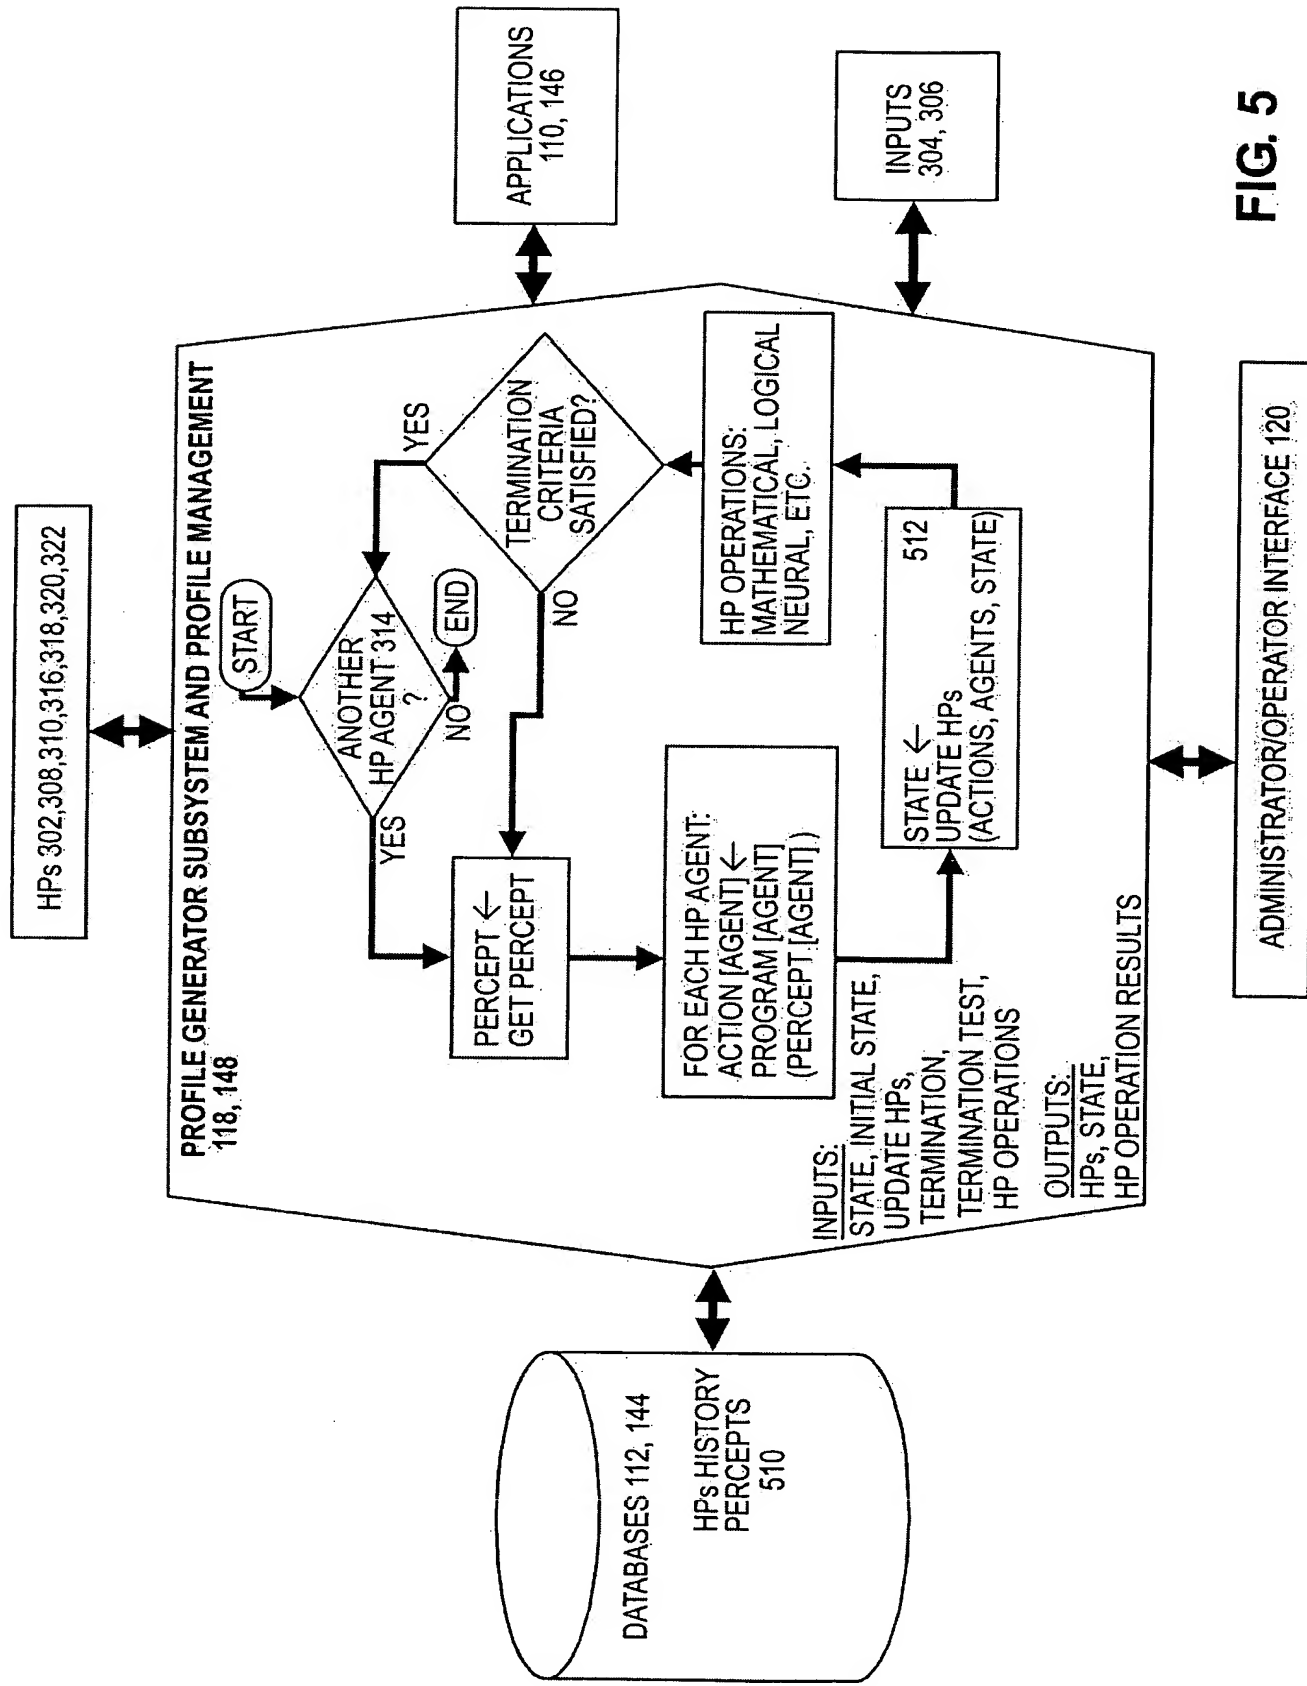 HPs 302,308,310,316,318,320,322
PROFILE GENERATOR SUBSYSTEM AND PROFILE MANAGEMENT
118, 148
START
ANOTHER
HP AGENT 314
?
YES
NO
END
PERCEPT ←
GET PERCEPT
FOR EACH HP AGENT:
ACTION [AGENT] ←
PROGRAM [AGENT]
(PERCEPT [AGENT] )
STATE ← 512
UPDATE HPs
(ACTIONS, AGENTS, STATE)
HP OPERATIONS:
MATHEMATICAL, LOGICAL
NEURAL, ETC.
TERMINATION
CRITERIA
SATISFIED?
YES
NO
INPUTS:
STATE, INITIAL STATE,
UPDATE HPs,
TERMINATION,
TERMINATION TEST,
HP OPERATIONS
OUTPUTS:
HPs, STATE,
HP OPERATION RESULTS
APPLICATIONS
110, 146
INPUTS
304, 306
DATABASES 112, 144
HPs HISTORY
PERCEPTS
510
ADMINISTRATOR/OPERATOR INTERFACE 120
FIG. 5